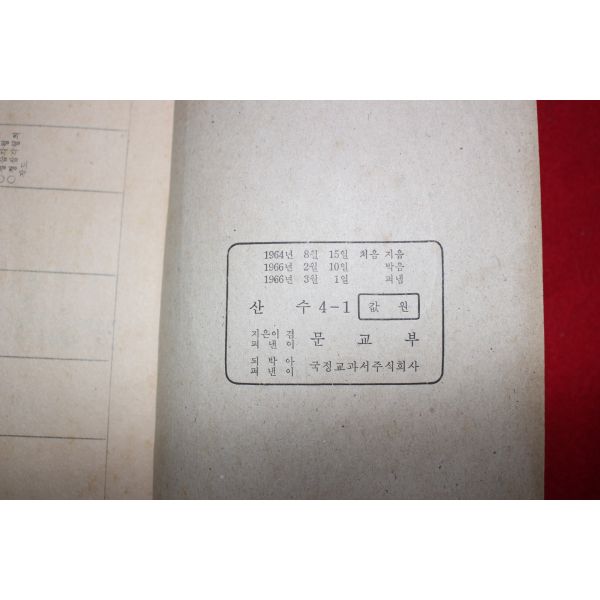 1964년 8월 15일 처음 지음
1966년 2월 10일 박음
1966년 3월 1일 펴냄
산 수 4-1 값 원
지은이 겸
펴 낸 이
문 교 부
되 박 아
펴 낸 이
국정교과서주식회사